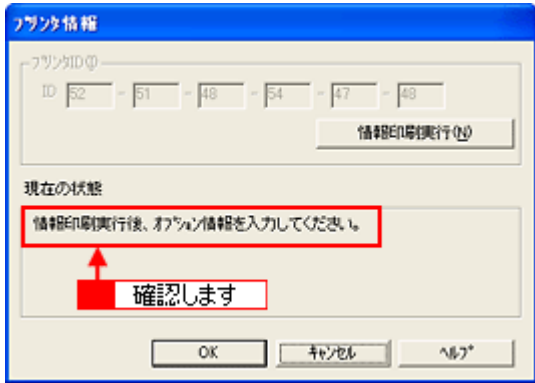 プリンタ情報
プリンタID(I)
ID 52 - 51 - 48 - 54 - 47 - 48
情報印刷実行(N)
現在の状態
情報印刷実行後、オプション情報を入力してください。
確認します
OK キャンセル ヘルプ